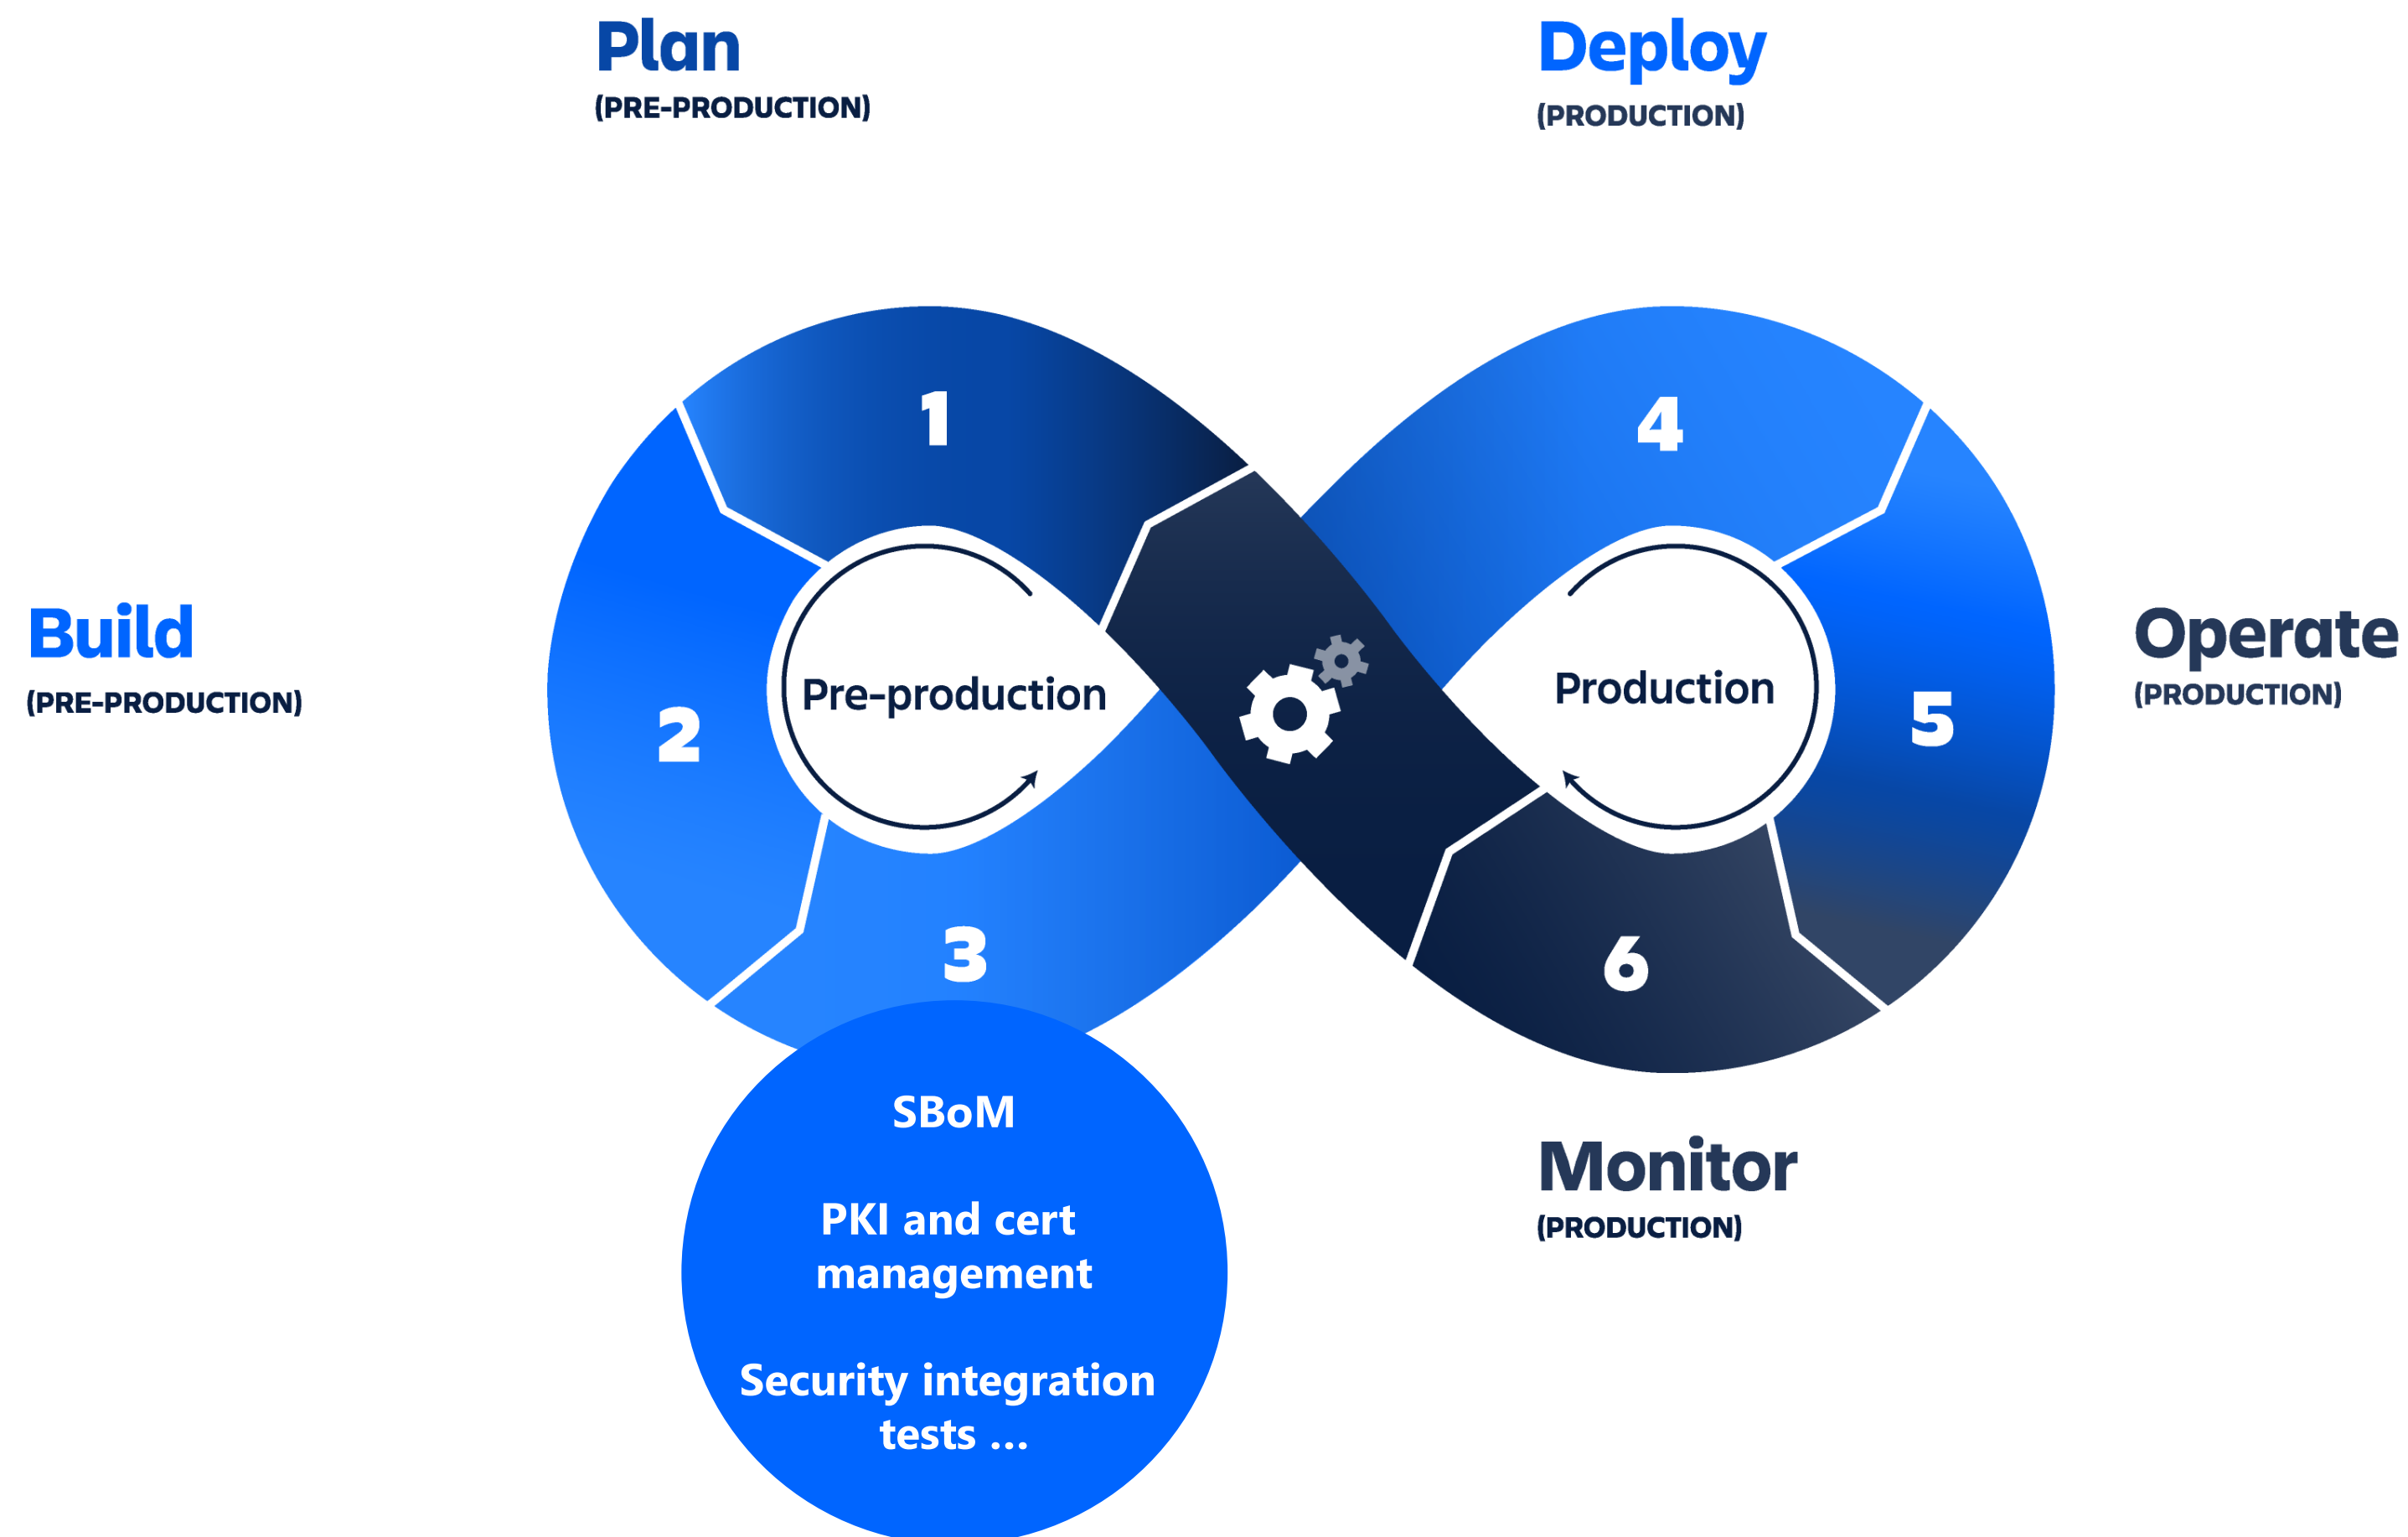 Plan
(PRE-PRODUCTION)
Deploy
(PRODUCTION)
1
4
Build
(PRE-PRODUCTION)
2
Pre-production
Production
5
Operate
(PRODUCTION)
3
6
SBoM
PKI and cert
management
Security integration
tests ...
Monitor
(PRODUCTION)